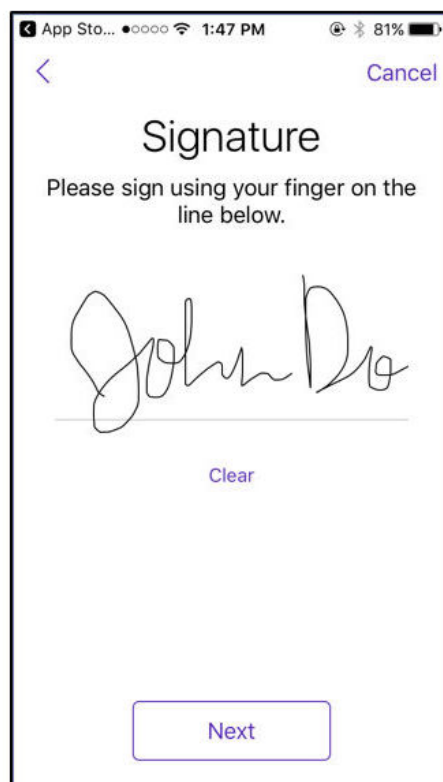 App Sto... 1:47 PM 81%
Cancel
Signature
Please sign using your finger on the
line below.
John Do
Clear
Next